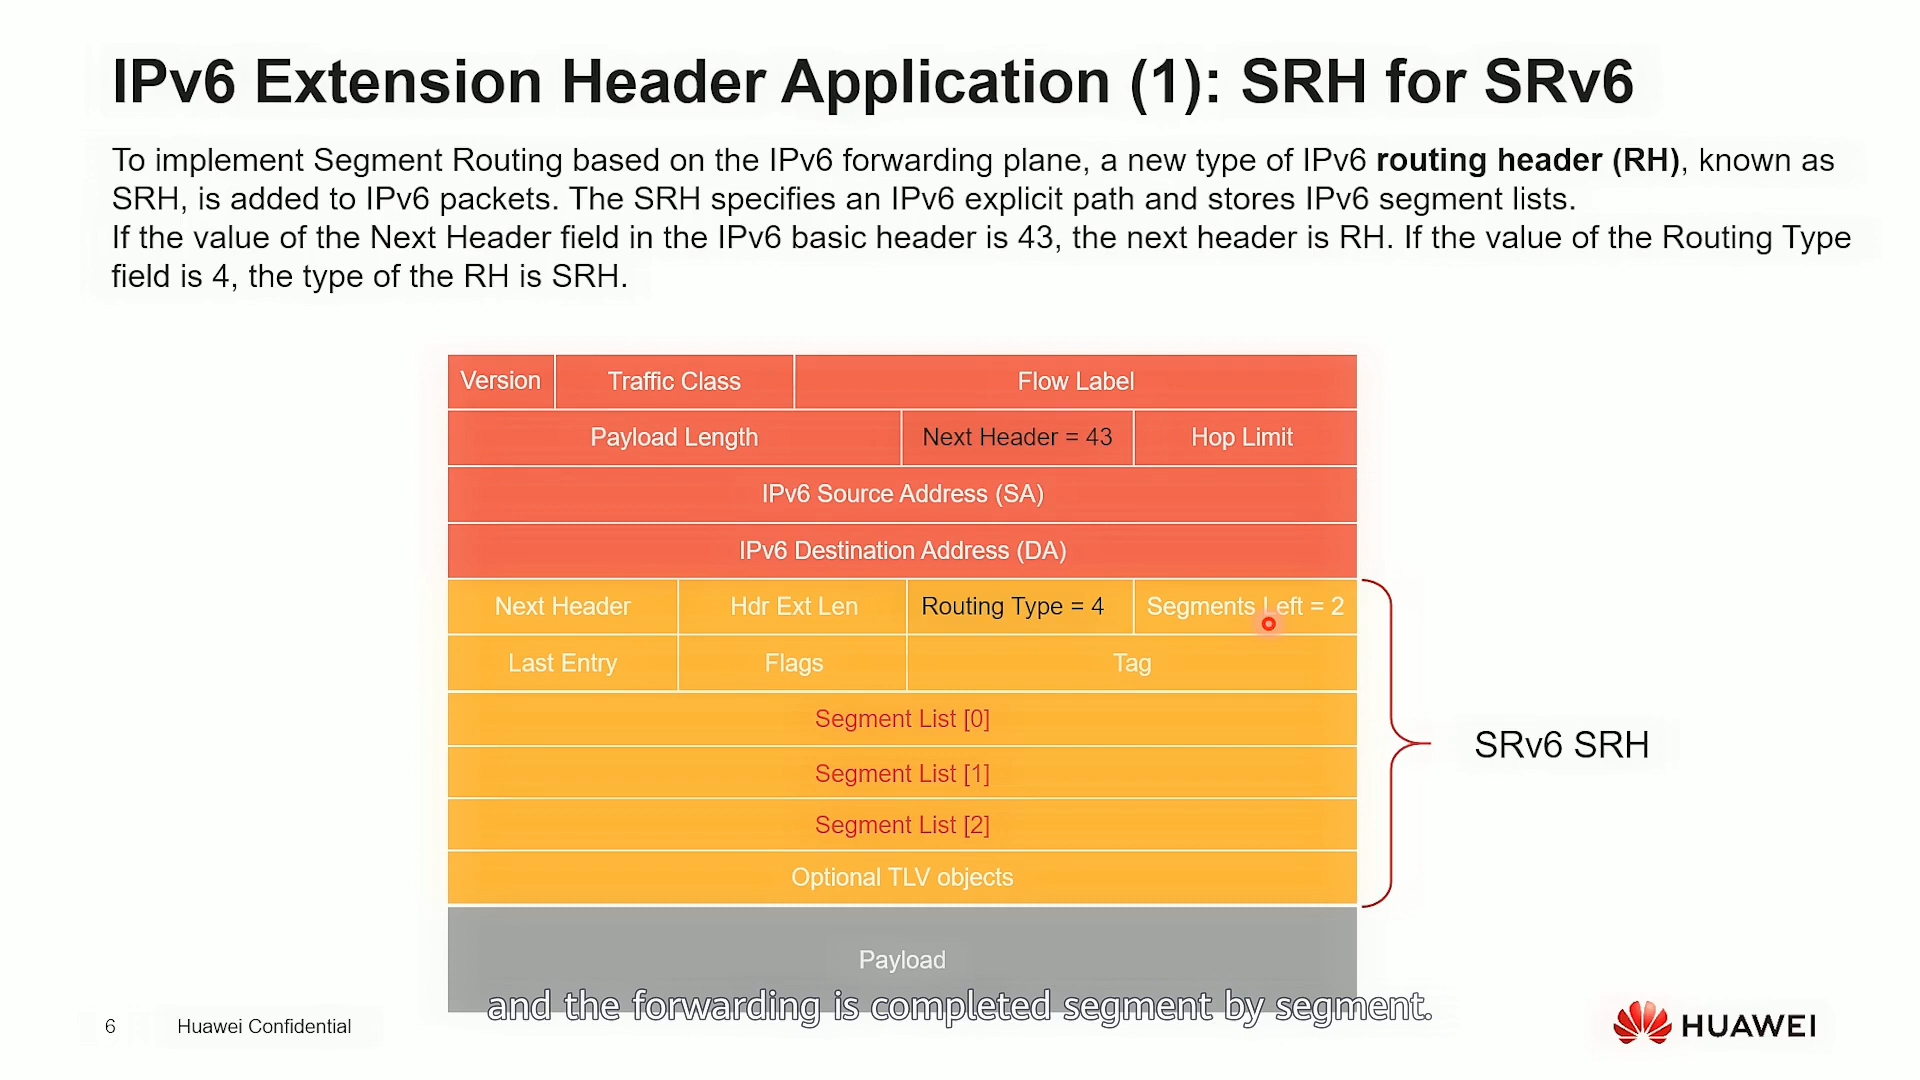 IPv6 Extension Header Application (1): SRH for SRv6
To implement Segment Routing based on the IPv6 forwarding plane, a new type of IPv6 routing header (RH), known as
SRH, is added to IPv6 packets. The SRH specifies an IPv6 explicit path and stores IPv6 segment lists.
If the value of the Next Header field in the IPv6 basic header is 43, the next header is RH. If the value of the Routing Type
field is 4, the type of the RH is SRH.
Version Traffic Class Flow Label
Payload Length Next Header = 43 Hop Limit
IPv6 Source Address (SA)
IPv6 Destination Address (DA)
Next Header Hdr Ext Len Routing Type = 4 Segments Left = 2
Last Entry Flags Tag
Segment List [0]
Segment List [1]
Segment List [2]
Optional TLV objects
SRv6 SRH
Payload
and the forwarding is completed segment by segment.
6 Huawei Confidential
HUAWEI